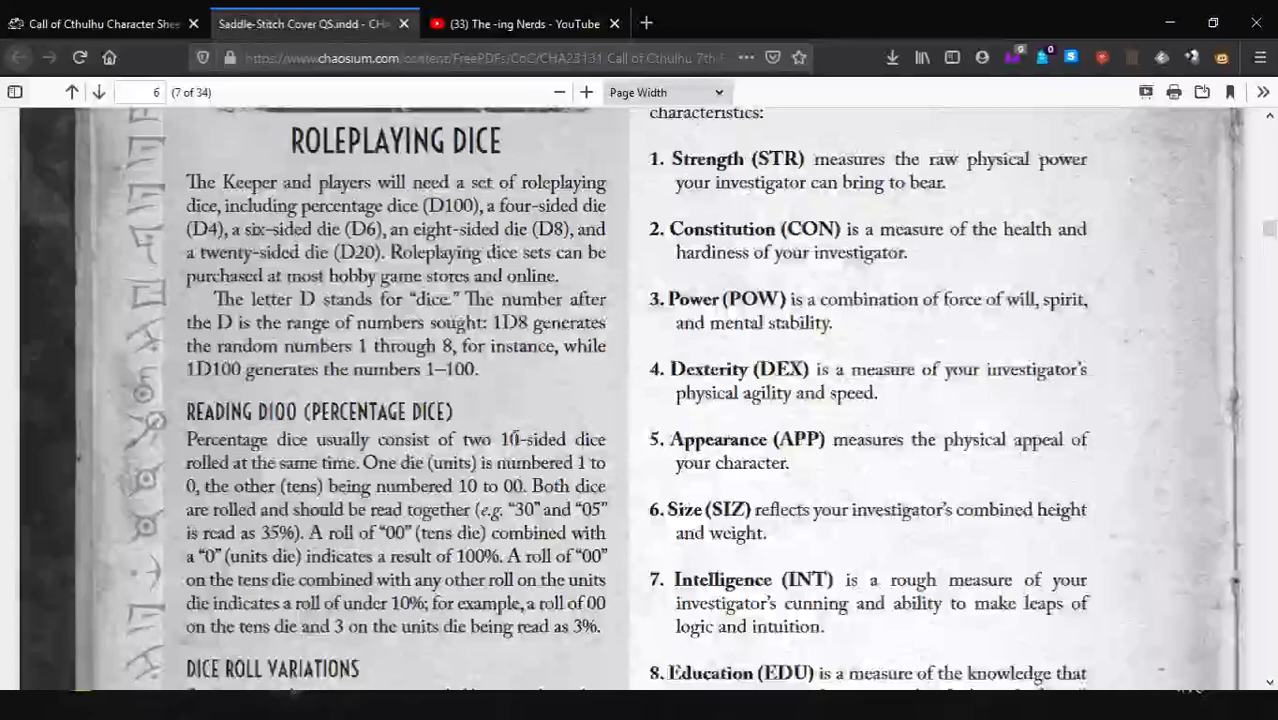 Call of Cthulhu Character Shee
Saddle-Stitch Cover QS.indd - CHA
(33) The -ing Nerds - YouTube
https://www.chaosium.com/content/FreePDFs/CoC/CHA23131 Call of Cthulhu 7th
6 (7 of 34)
Page Width
ROLEPLAYING DICE
The Keeper and players will need a set of roleplaying
dice, including percentage dice (D100), a four-sided die
(D4), a six-sided die (D6), an eight-sided die (D8), and
a twenty-sided die (D20). Roleplaying dice sets can be
purchased at most hobby game stores and online.
The letter D stands for “dice.” The number after
the D is the range of numbers sought: 1D8 generates
the random numbers 1 through 8, for instance, while
1D100 generates the numbers 1–100.
READING D100 (PERCENTAGE DICE)
Percentage dice usually consist of two 10-sided dice
rolled at the same time. One die (units) is numbered 1 to
0, the other (tens) being numbered 10 to 00. Both dice
are rolled and should be read together (e.g. “30” and “05”
is read as 35%). A roll of “00” (tens die) combined with
a “0” (units die) indicates a result of 100%. A roll of “00”
on the tens die combined with any other roll on the units
die indicates a roll of under 10%; for example, a roll of 00
on the tens die and 3 on the units die being read as 3%.
DICE ROLL VARIATIONS
characteristics:
1. Strength (STR) measures the raw physical power
your investigator can bring to bear.
2. Constitution (CON) is a measure of the health and
hardiness of your investigator.
3. Power (POW) is a combination of force of will, spirit,
and mental stability.
4. Dexterity (DEX) is a measure of your investigator’s
physical agility and speed.
5. Appearance (APP) measures the physical appeal of
your character.
6. Size (SIZ) reflects your investigator’s combined height
and weight.
7. Intelligence (INT) is a rough measure of your
investigator’s cunning and ability to make leaps of
logic and intuition.
8. Education (EDU) is a measure of the knowledge that